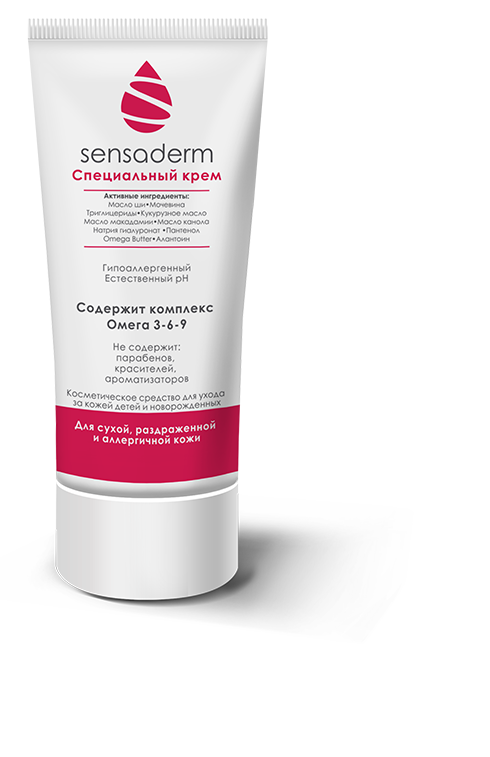 sensaderm
Специальный крем
Активные ингредиенты:
Масло ши•Мочевина
Триглицериды•Кукурузное масло
Масло макадамии•Масло канола
Натрия гиалуронат •Пантенол
Omega Butter•Алантоин
Гипоаллергенный
Естественный pH
Содержит комплекс
Омега 3-6-9
Не содержит:
парабенов,
красителей,
ароматизаторов
Косметическое средство для ухода
за кожей детей и новорожденных
Для сухой, раздраженной
и аллергичной кожи